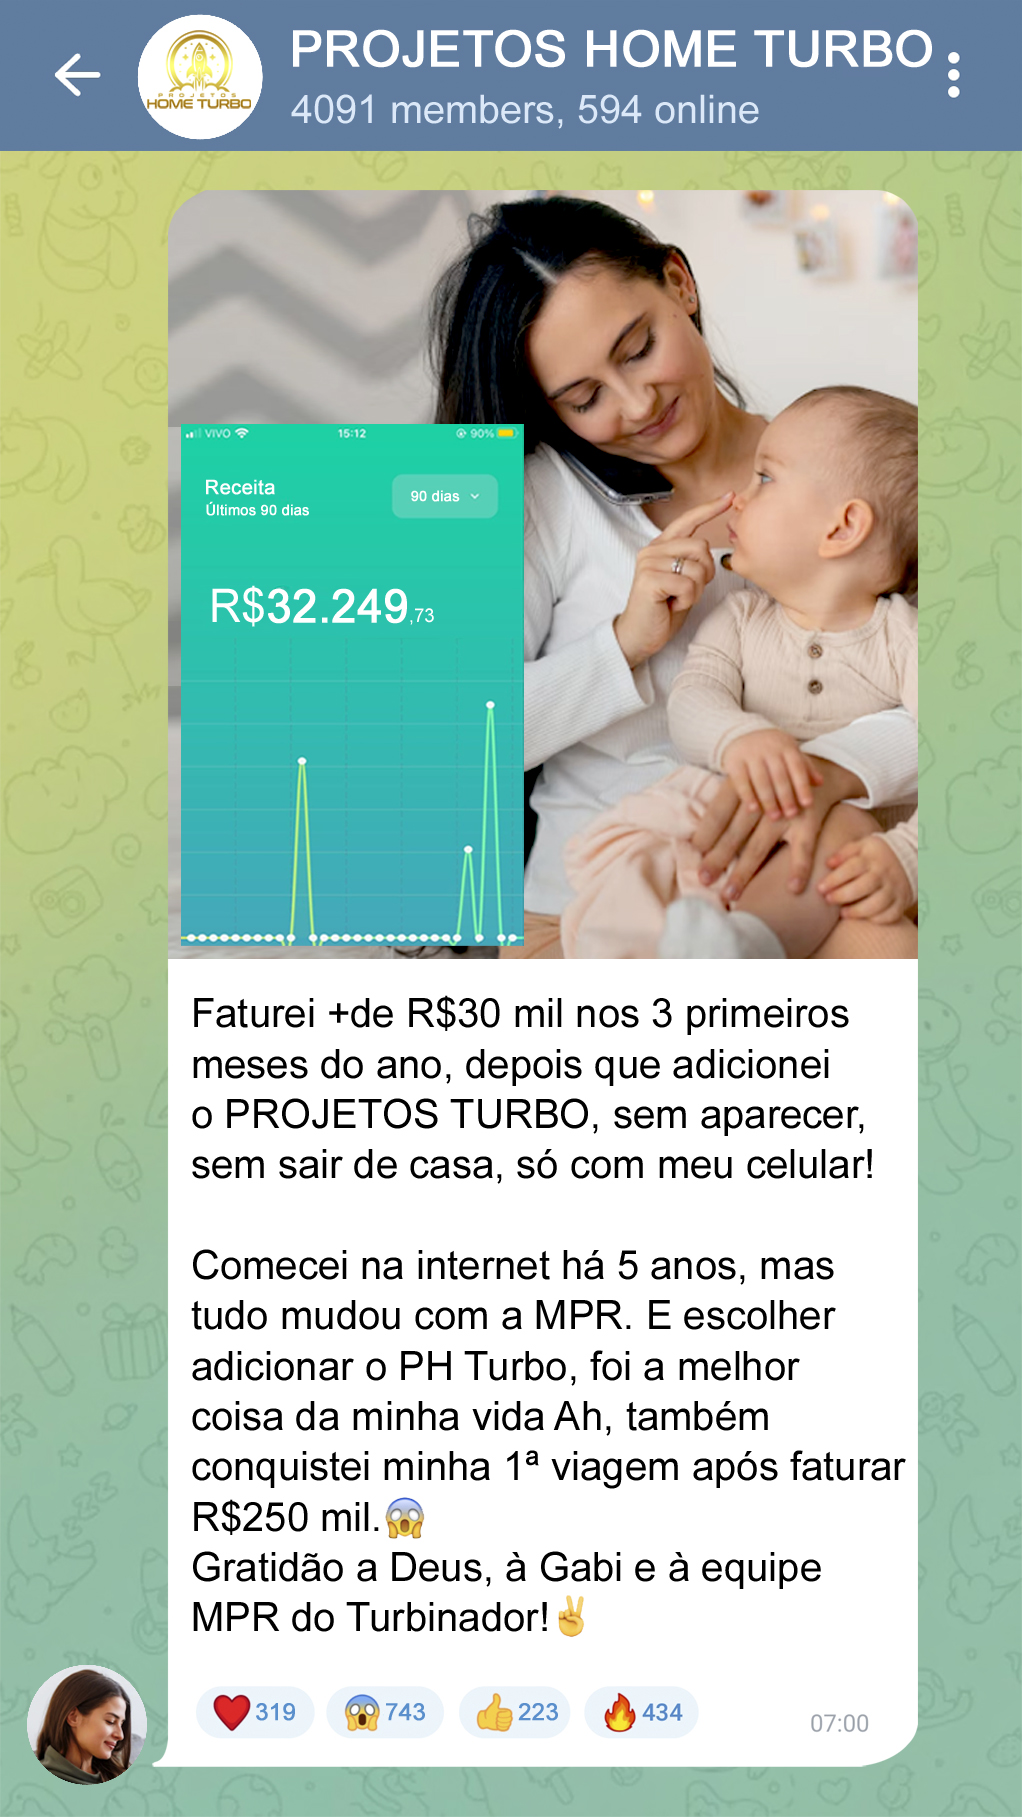 PROJETOS HOME TURBO
4091 members, 594 online
PROJETOS
HOME TURBO
VIVO 15:12 90%
Receita
Últimos 90 dias
90 dias
R$32.249,73
Faturei +de R$30 mil nos 3 primeiros
meses do ano, depois que adicionei
o PROJETOS TURBO, sem aparecer,
sem sair de casa, só com meu celular!
Comecei na internet há 5 anos, mas
tudo mudou com a MPR. E escolher
adicionar o PH Turbo, foi a melhor
coisa da minha vida Ah, também
conquistei minha 1ª viagem após faturar
R$250 mil.😱
Gratidão a Deus, à Gabi e à equipe
MPR do Turbinador!✌️
❤️ 319 😱 743 👍 223 🔥 434
07:00